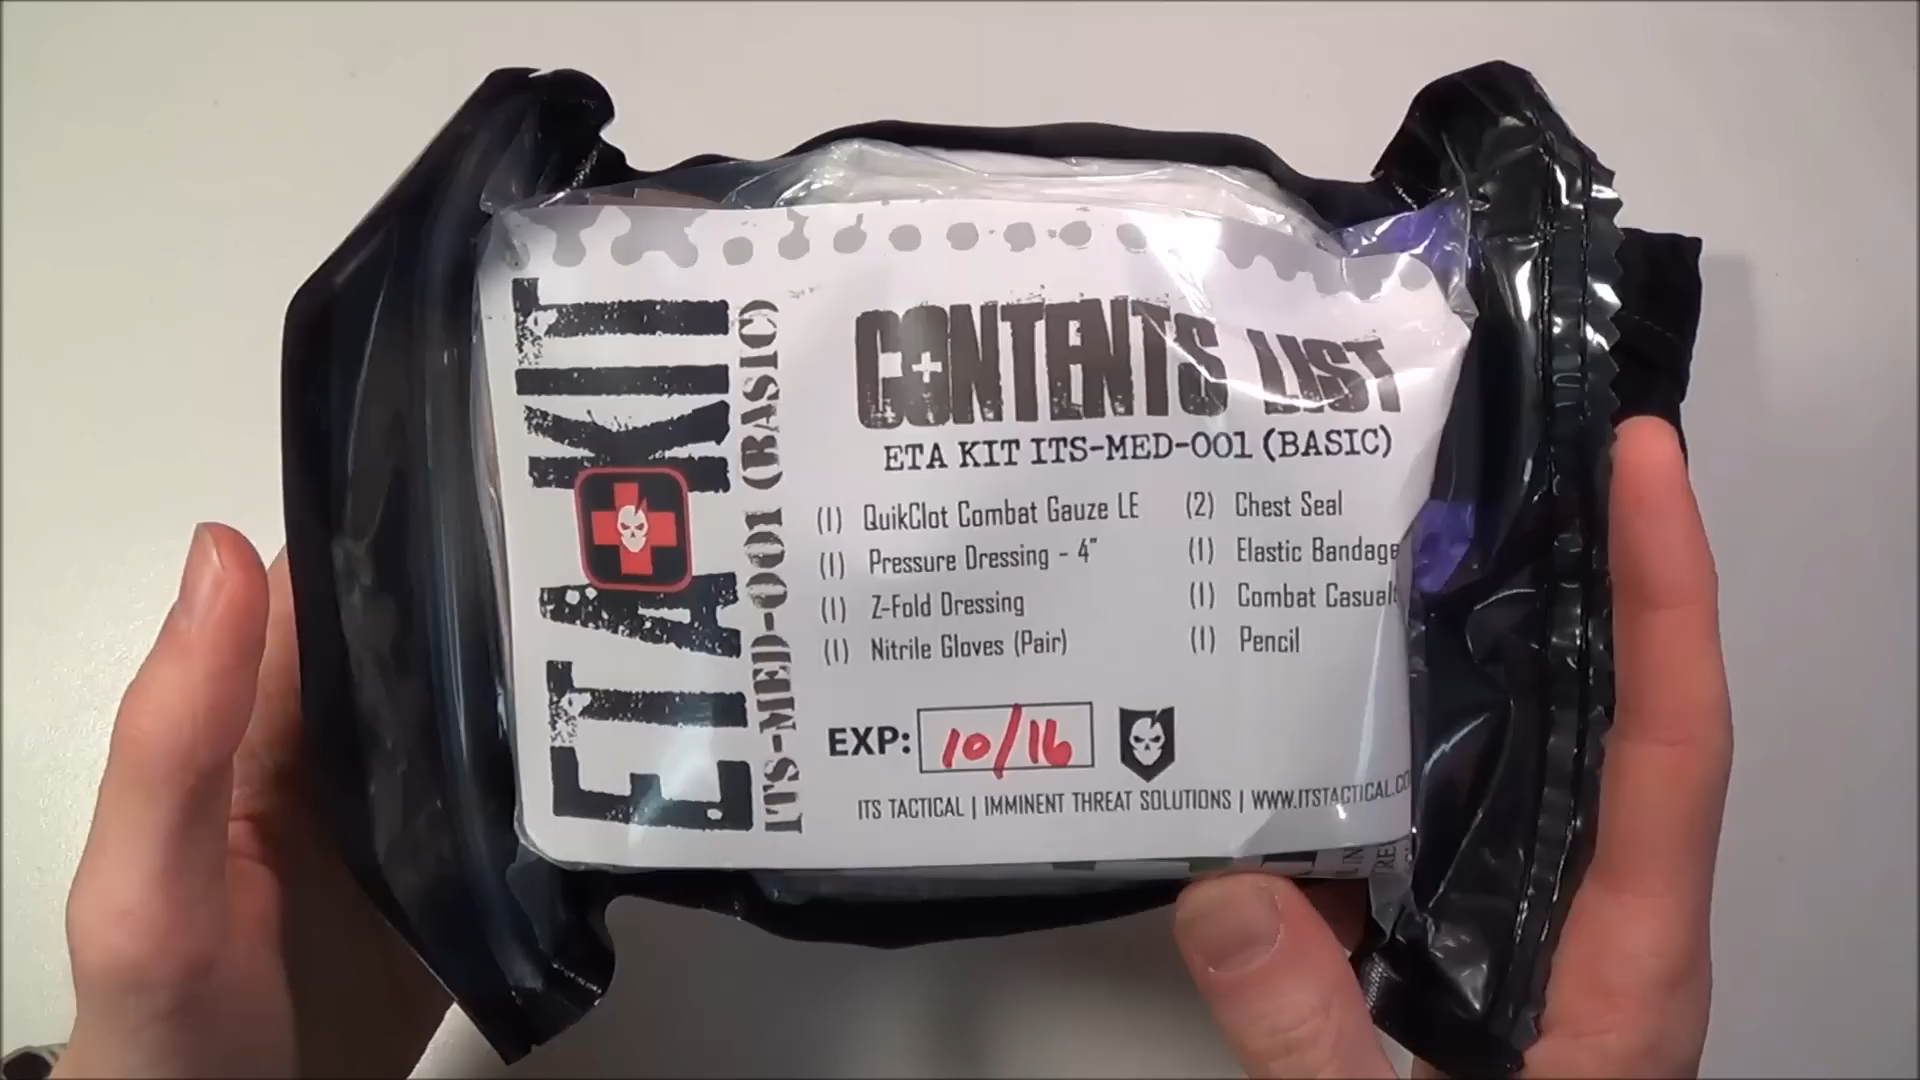 ETA KIT
ITS-MED-001 (BASIC)
CONTENTS LIST
ETA KIT ITS-MED-001 (BASIC)
(1) QuikClot Combat Gauze LE
(1) Pressure Dressing - 4"
(1) Z-Fold Dressing
(1) Nitrile Gloves (Pair)
(2) Chest Seal
(1) Elastic Bandage
(1) Combat
(1) Pencil
EXP: 10/16
ITS TACTICAL | IMMINENT THREAT SOLUTIONS | WWW.ITSTACTICAL.CO